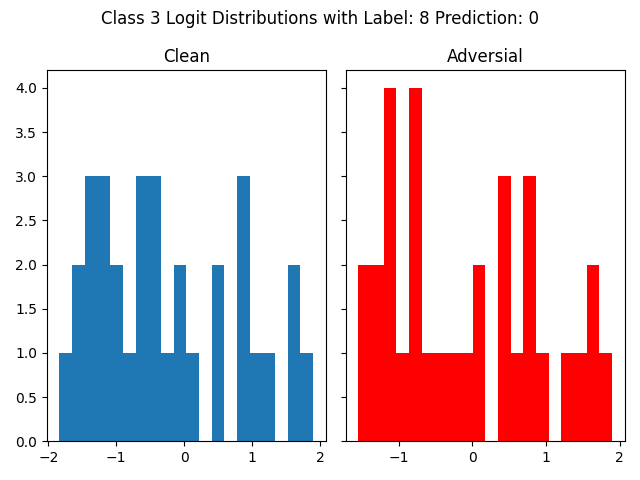 Class 3 Logit Distributions with Label: 8 Prediction: 0
Clean
Adversial
4.0
3.5
3.0
2.5
2.0
1.5
1.0
0.5
0.0
−2 −1 0 1 2
−1 0 1 2